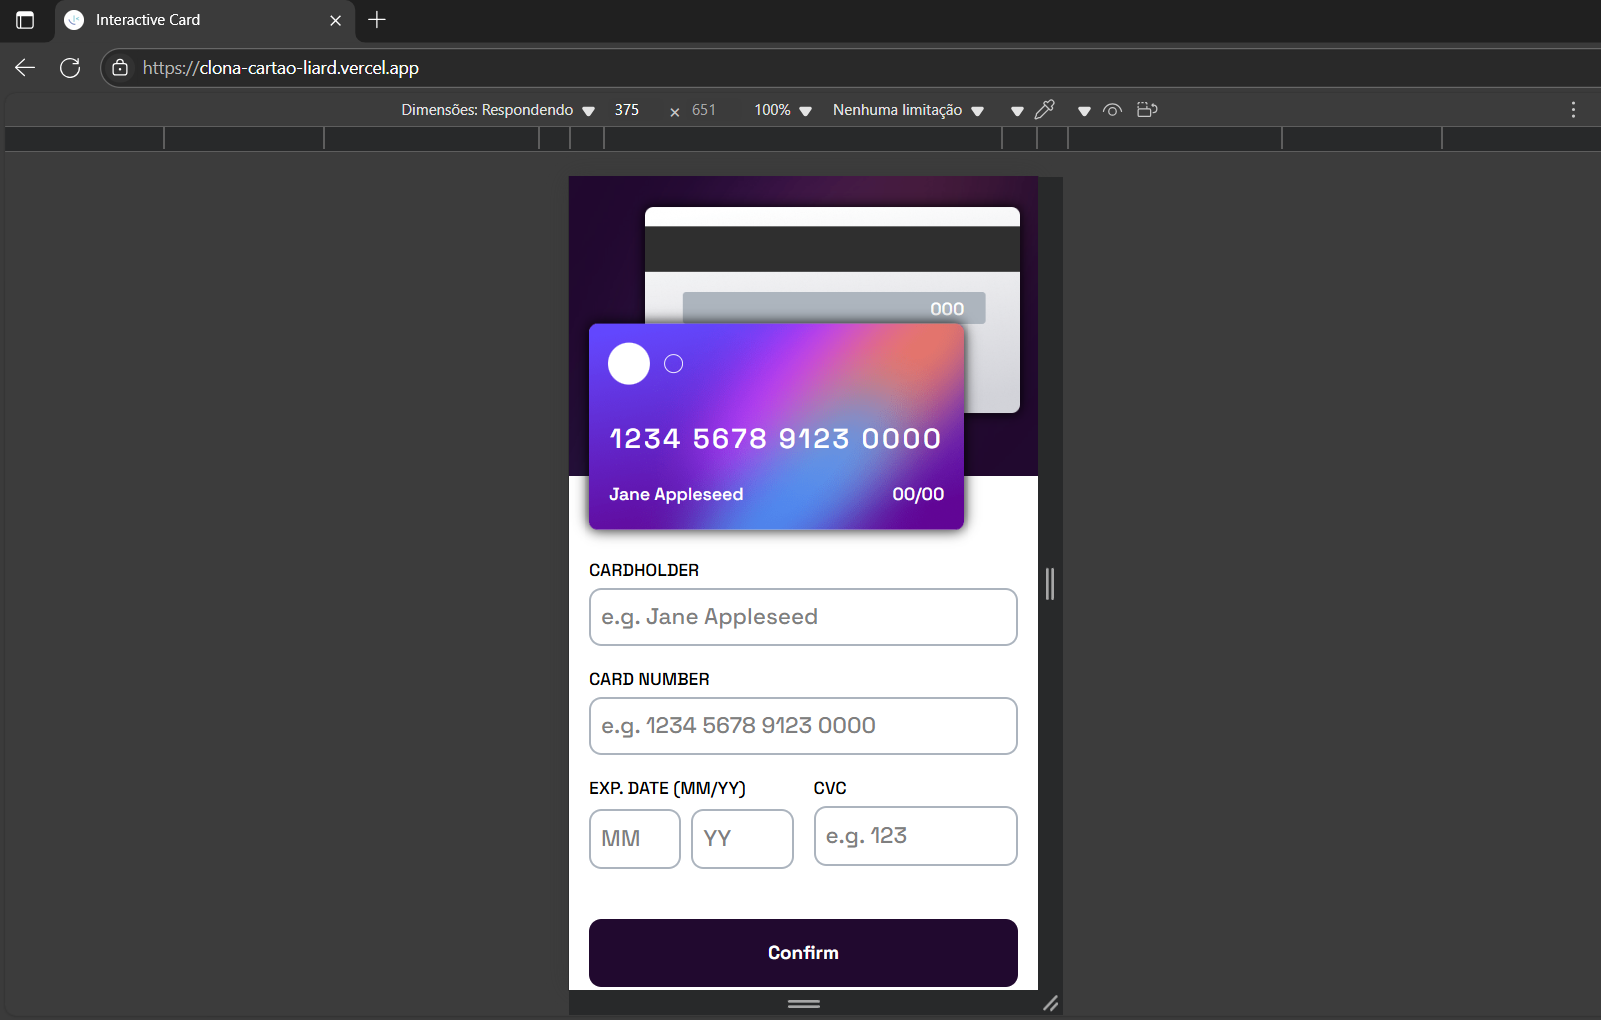 Interactive Card
https://clona-cartao-liard.vercel.app
Dimensões: Respondendo 375 × 651 100% Nenhuma limitação
000
1234 5678 9123 0000
Jane Appleseed 00/00
CARDHOLDER
e.g. Jane Appleseed
CARD NUMBER
e.g. 1234 5678 9123 0000
EXP. DATE (MM/YY) CVC
MM YY e.g. 123
Confirm